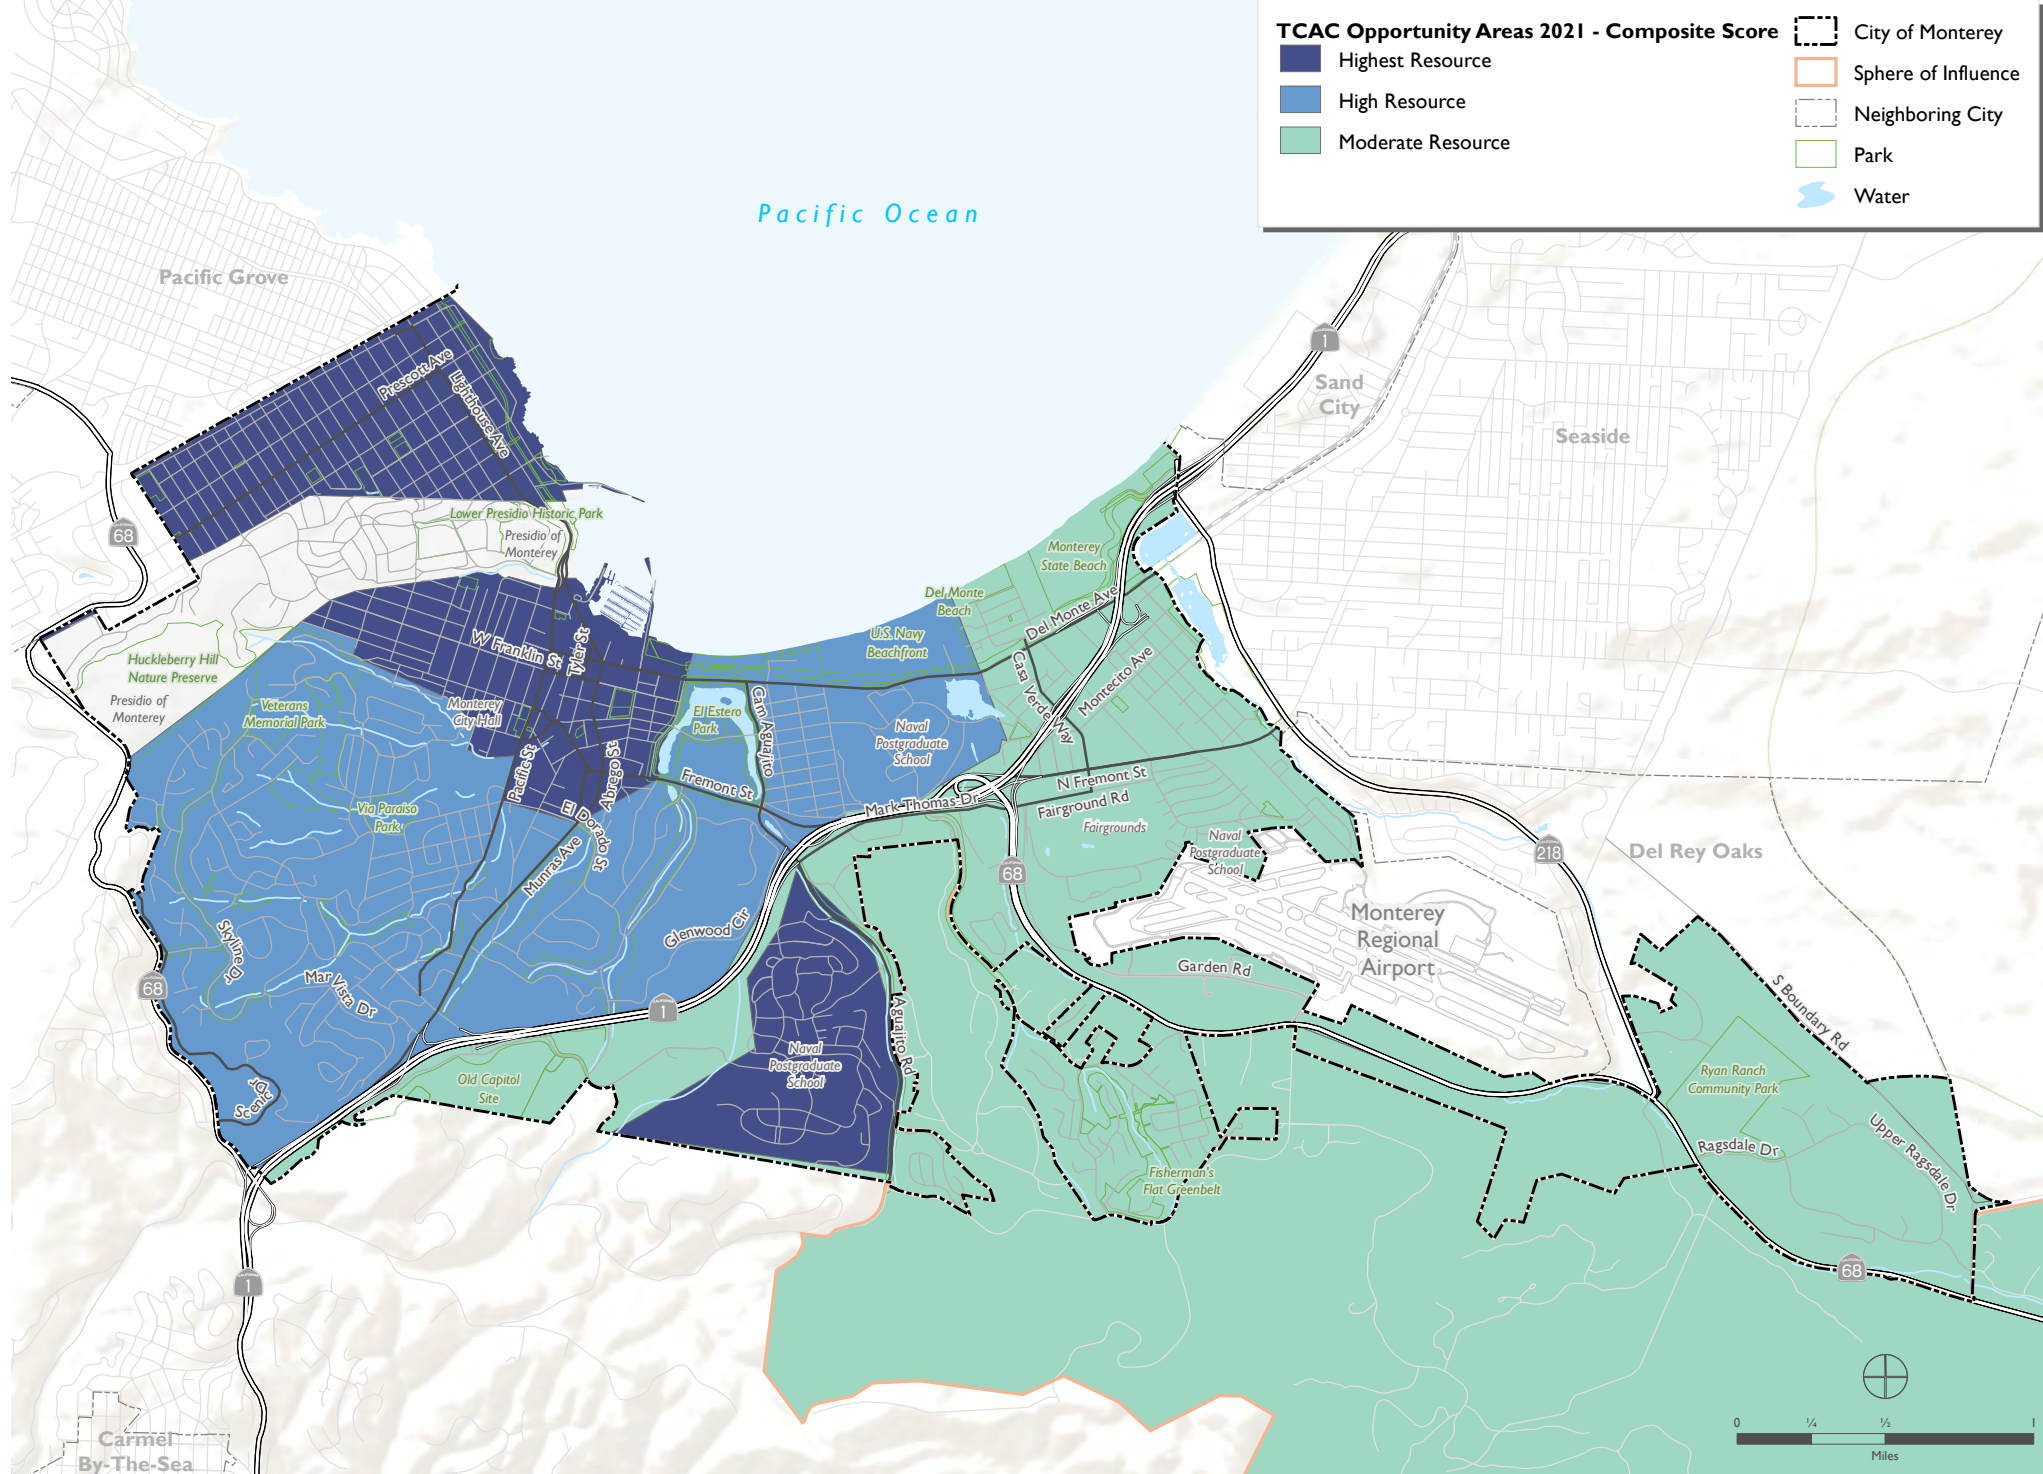 TCAC Opportunity Areas 2021 - Composite Score
Highest Resource
High Resource
Moderate Resource
City of Monterey
Sphere of Influence
Neighboring City
Park
Water
Pacific Ocean
Pacific Grove
Prescott Ave
Lighthouse Ave
1
Sand
City
Seaside
68
Lower Presidio Historic Park
Presidio of
Monterey
Monterey
State Beach
Del Monte
Beach
Del Monte Ave
U.S. Navy
Beachfront
W Franklin St
Tyler St
Huckleberry Hill
Nature Preserve
Presidio of
Monterey
Veterans
Memorial Park
Monterey
City Hall
El Estero
Park
Cam Aguajito
Naval
Postgraduate
School
Casa Verde Way
Montecito Ave
Pacific St
Abrego St
Fremont St
Mark Thomas Dr
N Fremont St
Fairground Rd
Fairgrounds
Via Paraiso
Park
El Dorado St
Munras Ave
Naval
Postgraduate
School
68
218
Del Rey Oaks
Monterey
Regional
Airport
Skyline Dr
Glenwood Cir
Mar Vista Dr
68
1
Garden Rd
Aguajito Rd
S Boundary Rd
Naval
Postgraduate
School
Old Capitol
Site
Scenic Dr
Ryan Ranch
Community Park
Ragsdale Dr
Upper Ragsdale Dr
Fisherman's
Flat Greenbelt
1
68
Carmel
By-The-Sea
0
¼
½
1
Miles